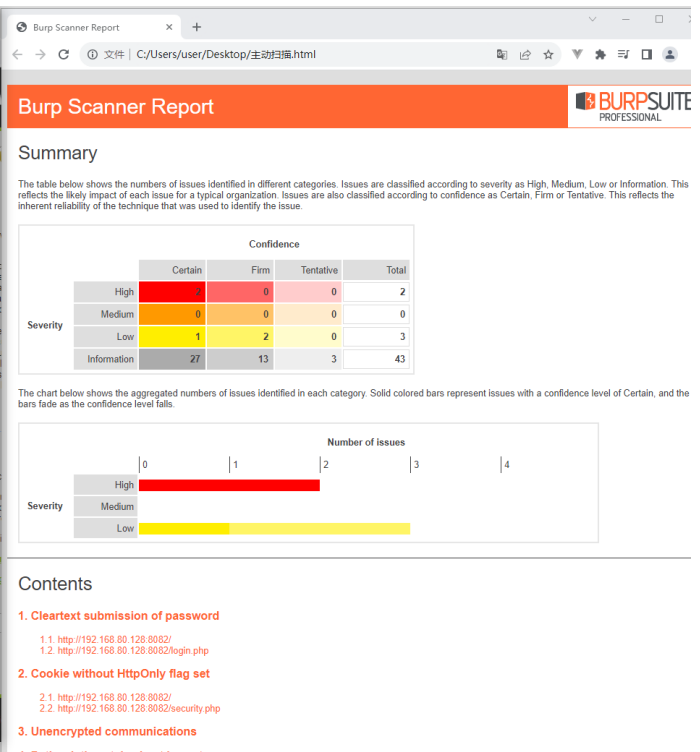 Burp Scanner Report
文件
C:/Users/user/Desktop/主动扫描.html
Burp Scanner Report
BURPSUITE
PROFESSIONAL
Summary
The table below shows the numbers of issues identified in different categories. Issues are classified according to severity as High, Medium, Low or Information. This
reflects the likely impact of each issue for a typical organization. Issues are also classified according to confidence as Certain, Firm or Tentative. This reflects the
inherent reliability of the technique that was used to identify the issue.
Confidence
Certain Firm Tentative Total
High 2 0 0 2
Medium 0 0 0 0
Severity
Low 1 2 0 3
Information 27 13 3 43
The chart below shows the aggregated numbers of issues identified in each category. Solid colored bars represent issues with a confidence level of Certain, and the
bars fade as the confidence level falls.
Number of issues
0 1 2 3 4
High
Severity Medium
Low
Contents
1. Cleartext submission of password
1.1. http://192.168.80.128:8082/
1.2. http://192.168.80.128:8082/login.php
2. Cookie without HttpOnly flag set
2.1. http://192.168.80.128:8082/
2.2. http://192.168.80.128:8082/security.php
3. Unencrypted communications